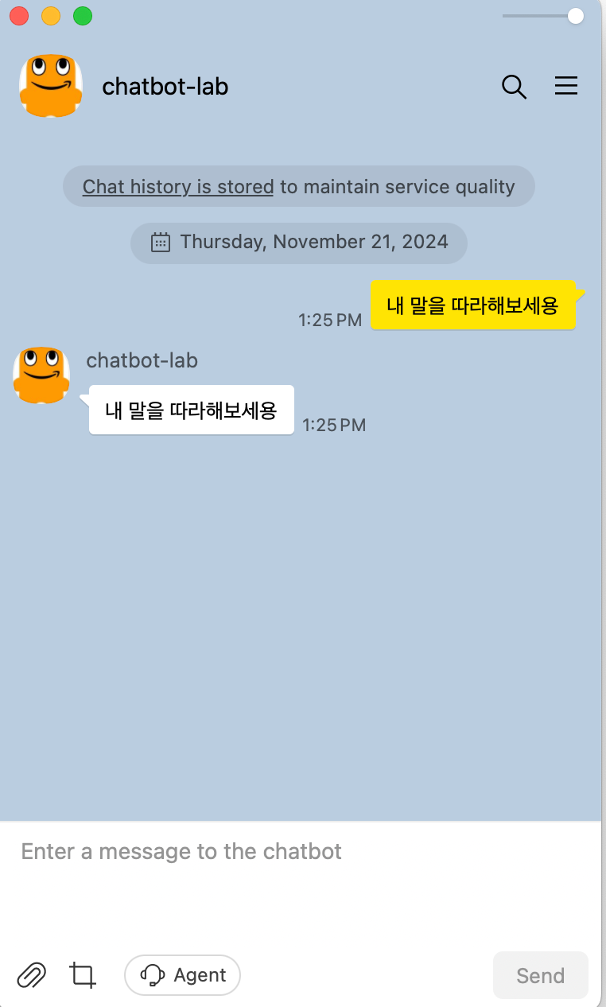 chatbot-lab
Chat history is stored to maintain service quality
Thursday, November 21, 2024
1:25 PM 내 말을 따라해보세용
chatbot-lab
내 말을 따라해보세용 1:25 PM
Enter a message to the chatbot
Agent Send